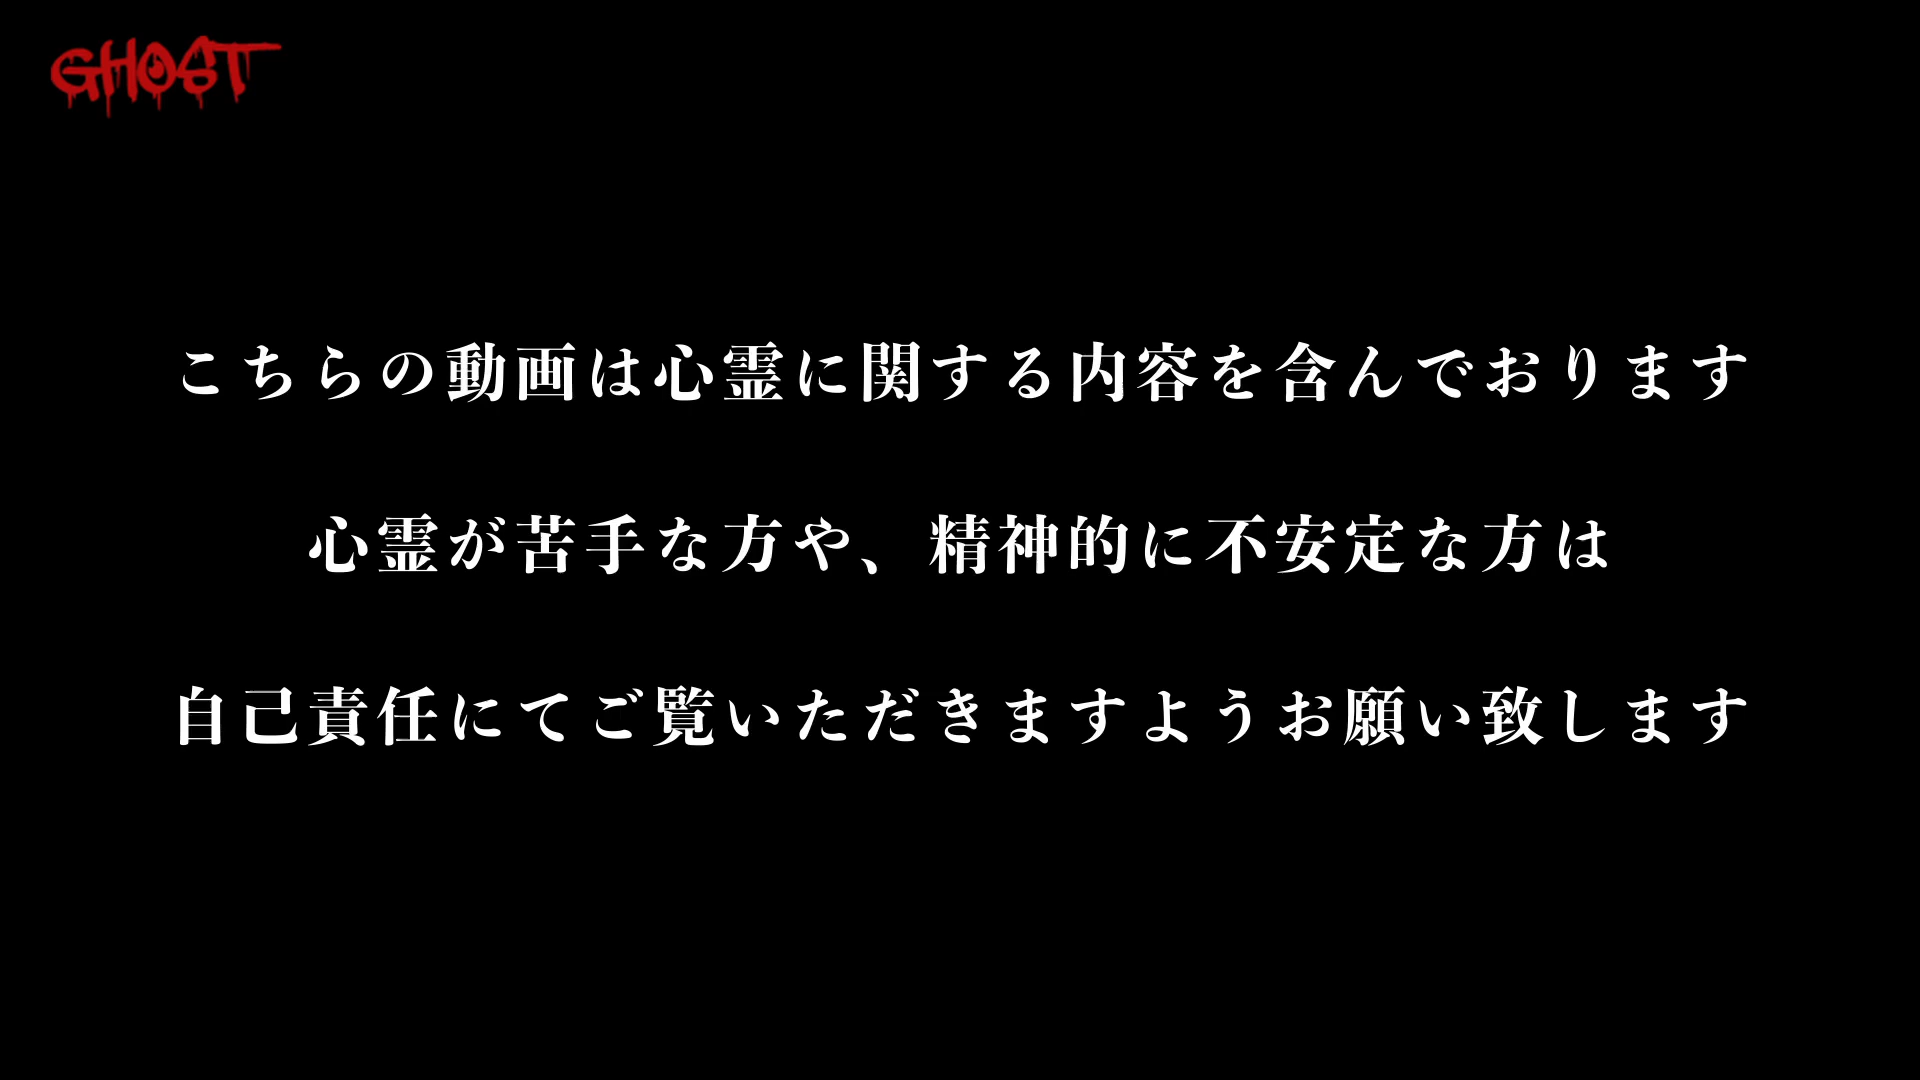 GHOST
こちらの動画は心霊に関する内容を含んでおります
心霊が苦手な方や、精神的に不安定な方は
自己責任にてご覧いただきますようお願い致します